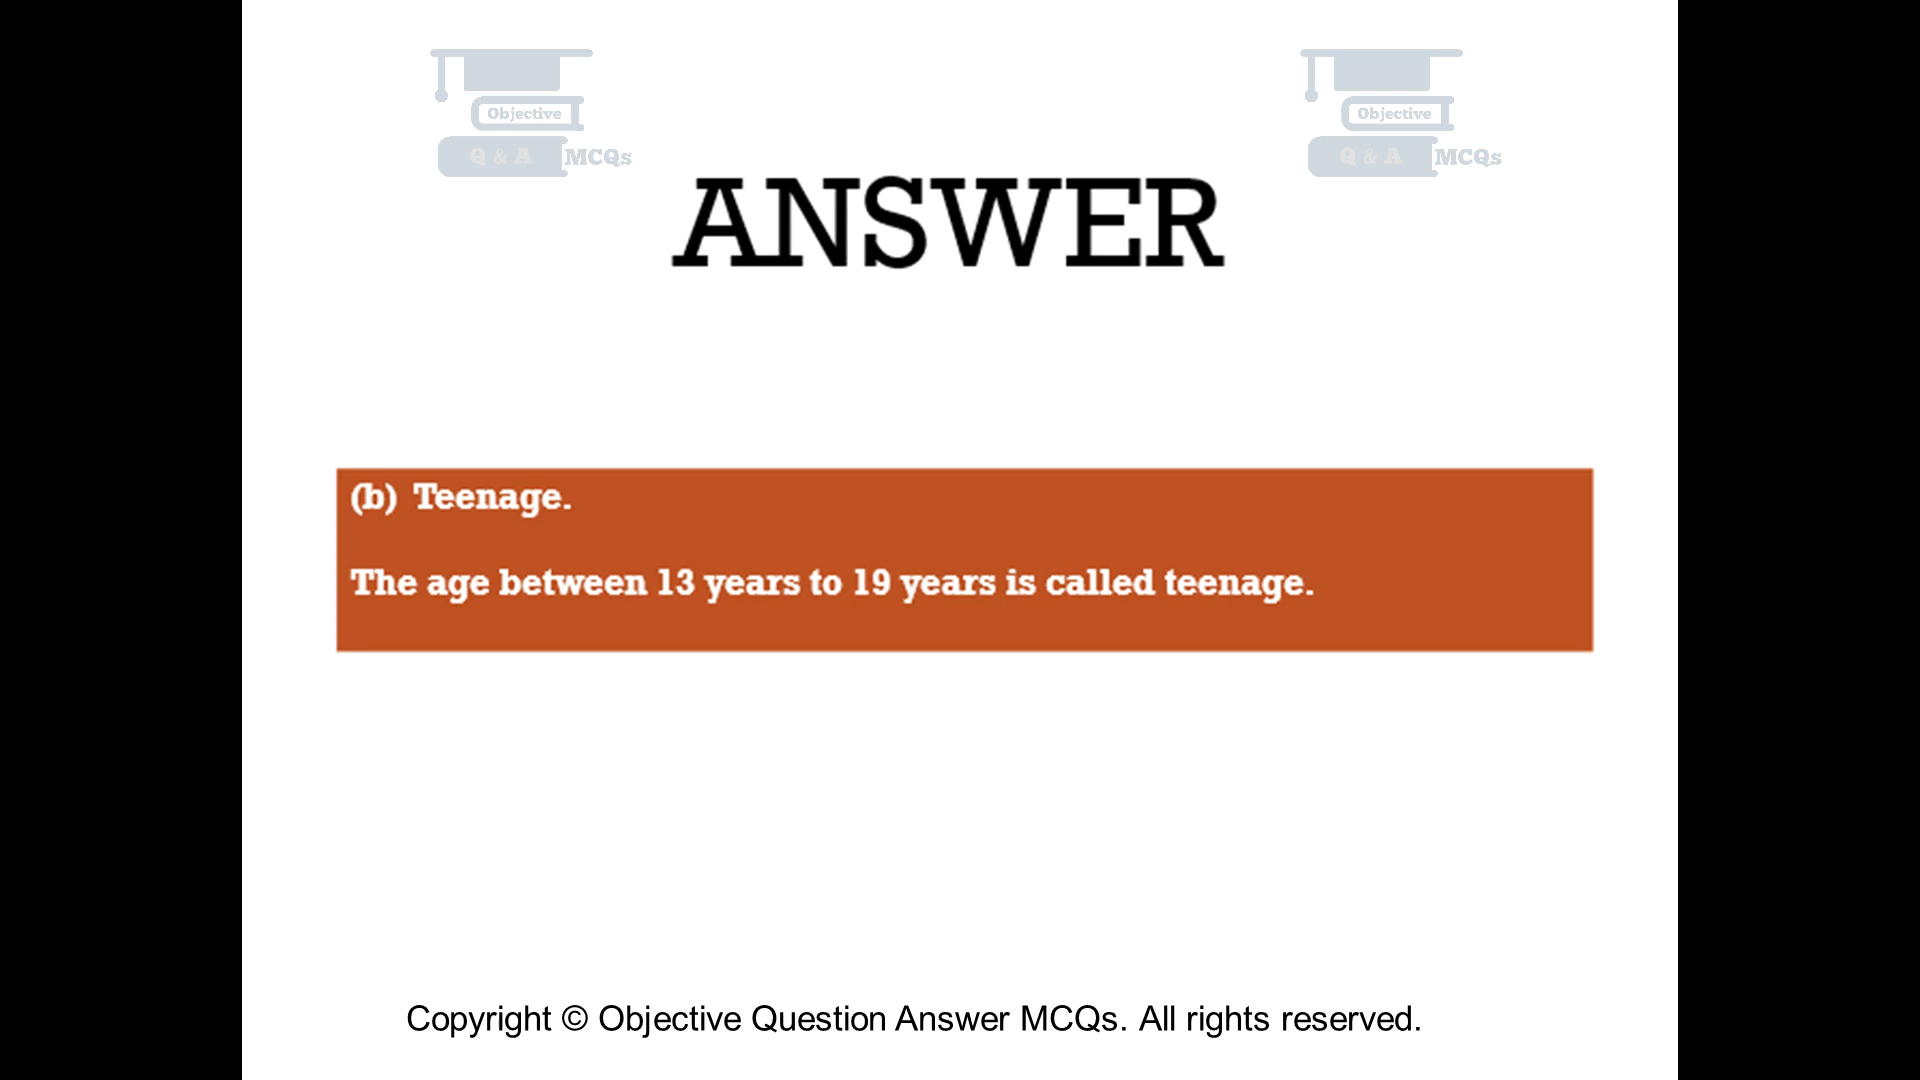 Objective
Q & A MCQs
Objective
Q & A MCQs
ANSWER
(b) Teenage.
The age between 13 years to 19 years is called teenage.
Copyright © Objective Question Answer MCQs. All rights reserved.